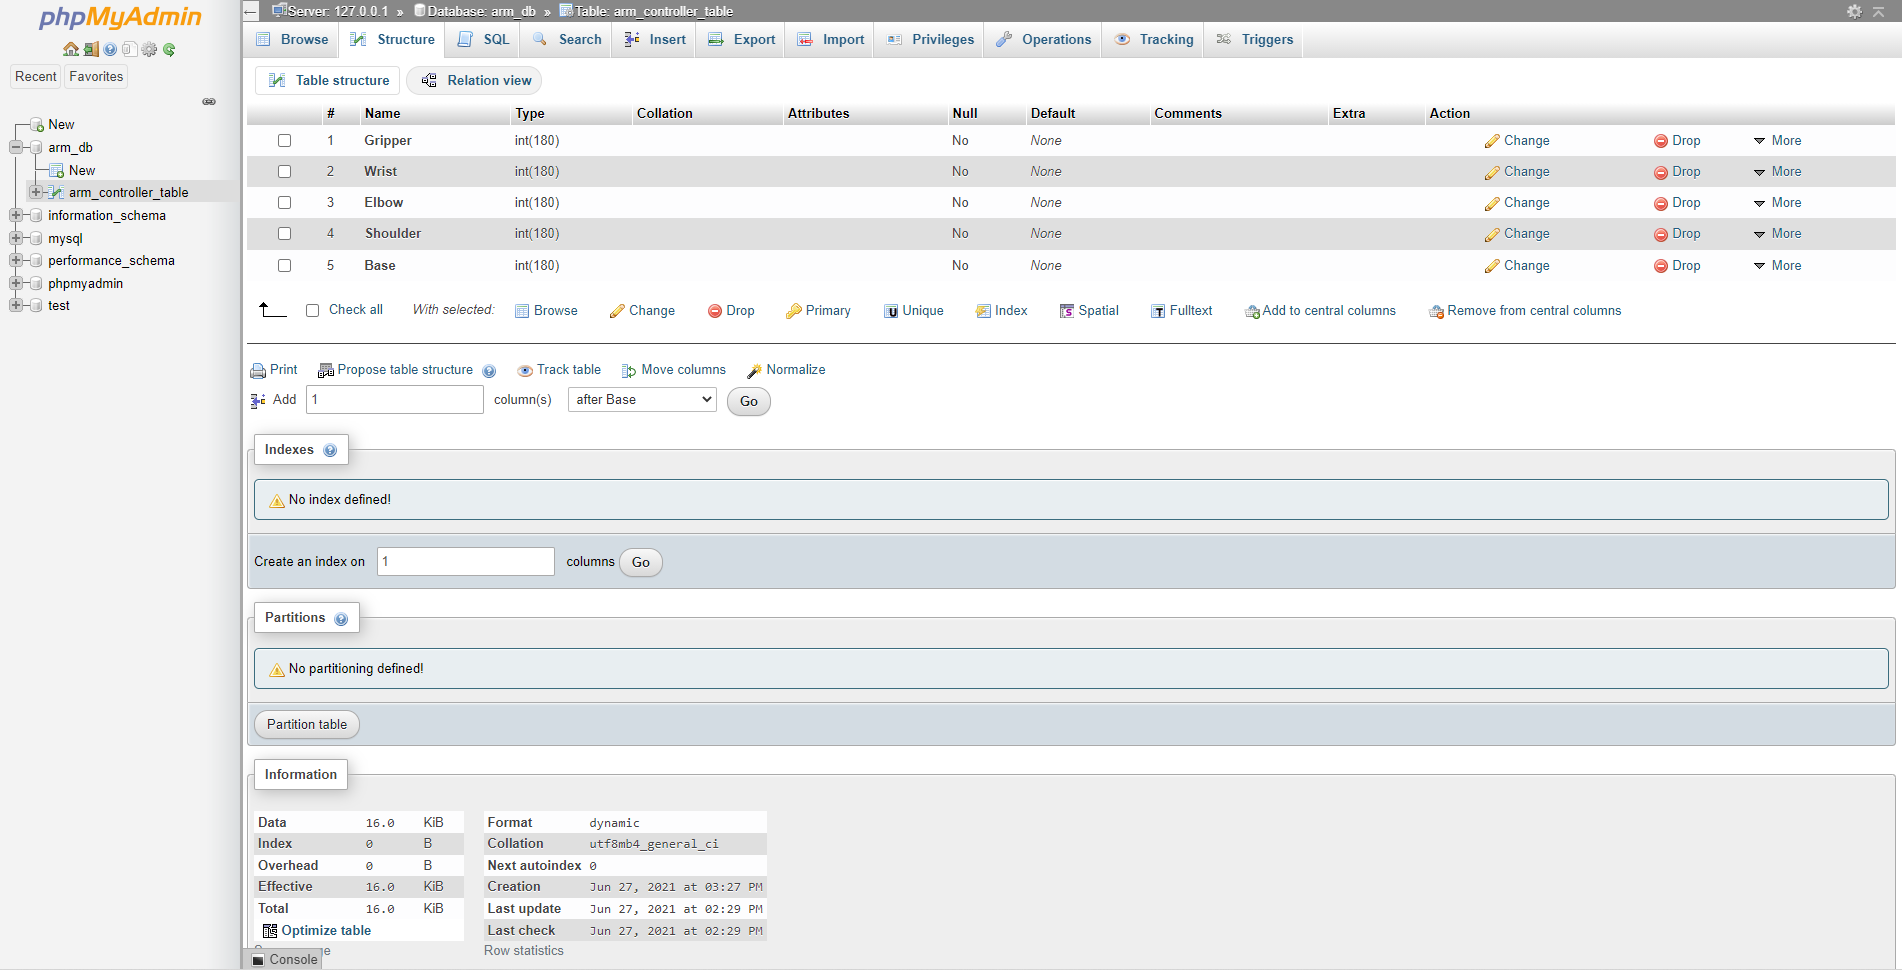 phpMyAdmin
Recent Favorites
New
arm_db
New
arm_controller_table
information_schema
mysql
performance_schema
phpmyadmin
test
Server: 127.0.0.1 » Database: arm_db » Table: arm_controller_table
Browse Structure SQL Search Insert Export Import Privileges Operations Tracking Triggers
Table structure Relation view
# Name Type Collation Attributes Null Default Comments Extra Action
1 Gripper int(180) No None Change Drop More
2 Wrist int(180) No None Change Drop More
3 Elbow int(180) No None Change Drop More
4 Shoulder int(180) No None Change Drop More
5 Base int(180) No None Change Drop More
Check all With selected: Browse Change Drop Primary Unique Index Spatial Fulltext Add to central columns Remove from central columns
Print Propose table structure Track table Move columns Normalize
Add 1 column(s) after Base Go
Indexes
No index defined!
Create an index on 1 columns Go
Partitions
No partitioning defined!
Partition table
Information
Data 16.0 KiB
Index 0 B
Overhead 0 B
Effective 16.0 KiB
Total 16.0 KiB
Optimize table
Format dynamic
Collation utf8mb4_general_ci
Next autoindex 0
Creation Jun 27, 2021 at 03:27 PM
Last update Jun 27, 2021 at 02:29 PM
Last check Jun 27, 2021 at 02:29 PM
Row statistics
Console